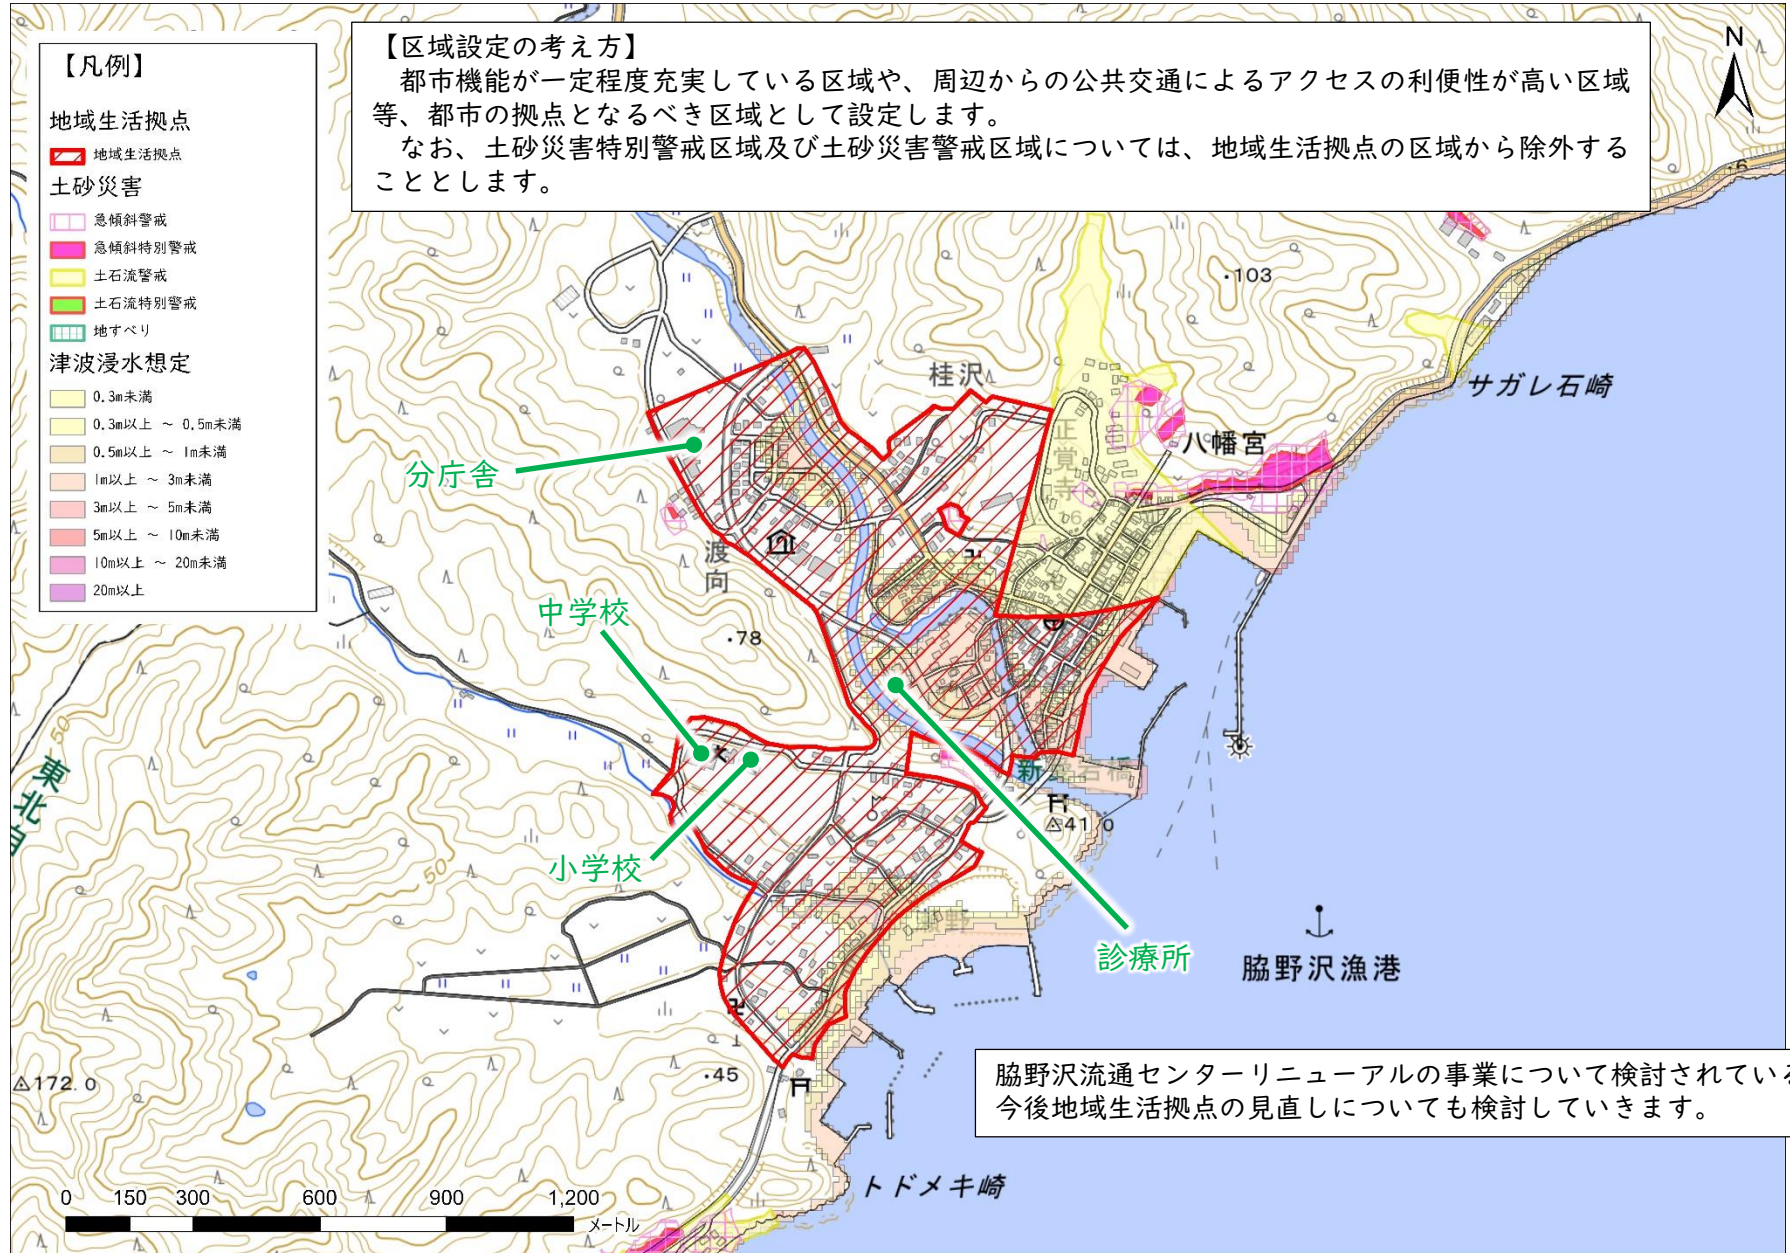 【区域設定の考え方】
都市機能が一定程度充実している区域や、周辺からの公共交通によるアクセスの利便性が高い区域
等、都市の拠点となるべき区域として設定します。
なお、土砂災害特別警戒区域及び土砂災害警戒区域については、地域生活拠点の区域から除外する
こととします。
N
【凡例】
地域生活拠点
地域生活拠点
土砂災害
急傾斜警戒
急傾斜特別警戒
土石流警戒
土石流特別警戒
地すべり
津波浸水想定
0.3m未満
0.3m以上 ～ 0.5m未満
0.5m以上 ～ 1m未満
1m以上 ～ 3m未満
3m以上 ～ 5m未満
5m以上 ～ 10m未満
10m以上 ～ 20m未満
20m以上
・6
・103
桂沢
サガレ石崎
正覚寺
八幡宮
分庁舎
渡向
中学校
・78
小学校
50
東北自
50
41.0
瀬野
診療所
脇野沢漁港
172.0
・45
脇野沢流通センターリニューアルの事業について検討されている
今後地域生活拠点の見直しについても検討していきます。
トドメキ崎
0 150 300 600 900 1,200
メートル